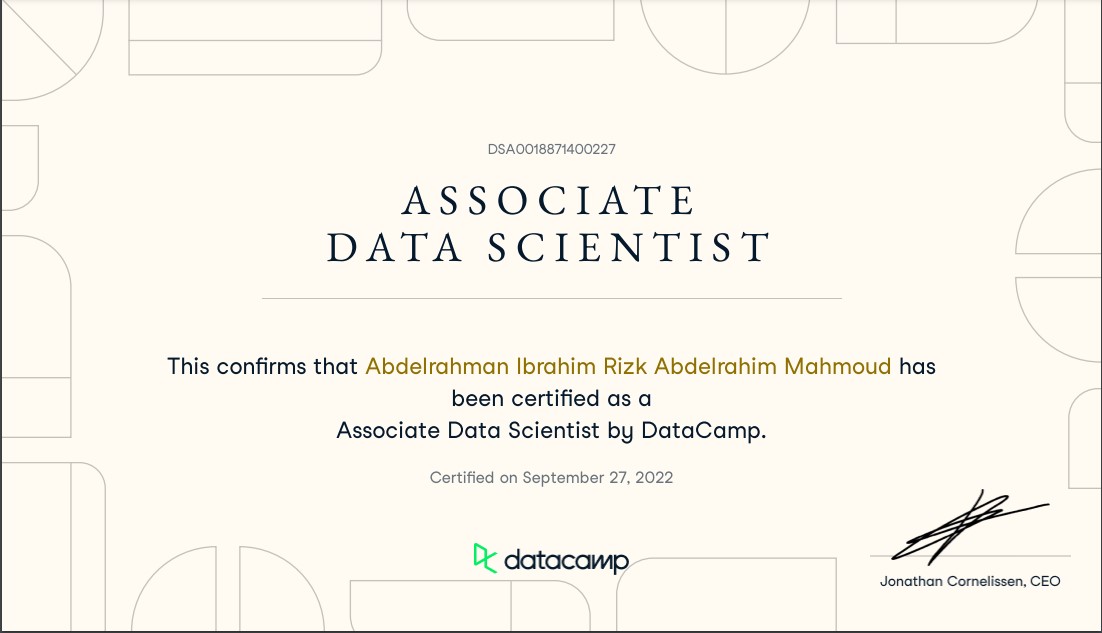 DSA0018871400227
ASSOCIATE
DATA SCIENTIST
This confirms that Abdelrahman Ibrahim Rizk Abdelrahim Mahmoud has
been certified as a
Associate Data Scientist by DataCamp.
Certified on September 27, 2022
datacamp
Jonathan Cornelissen, CEO